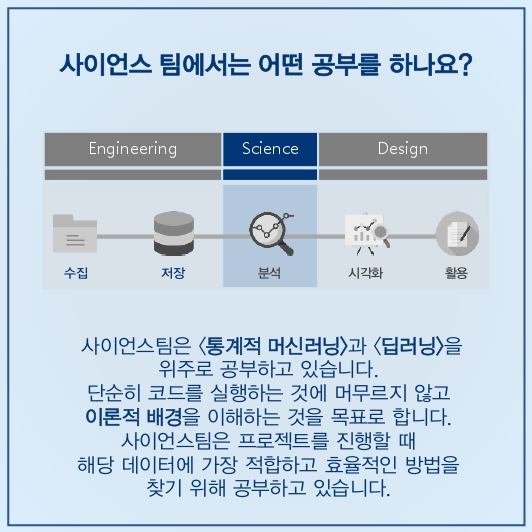 사이언스 팀에서는 어떤 공부를 하나요?
Engineering Science Design
수집 저장 분석 시각화 활용
사이언스팀은 <통계적 머신러닝>과 <딥러닝>을
위주로 공부하고 있습니다.
단순히 코드를 실행하는 것에 머무르지 않고
이론적 배경을 이해하는 것을 목표로 합니다.
사이언스팀은 프로젝트를 진행할 때
해당 데이터에 가장 적합하고 효율적인 방법을
찾기 위해 공부하고 있습니다.